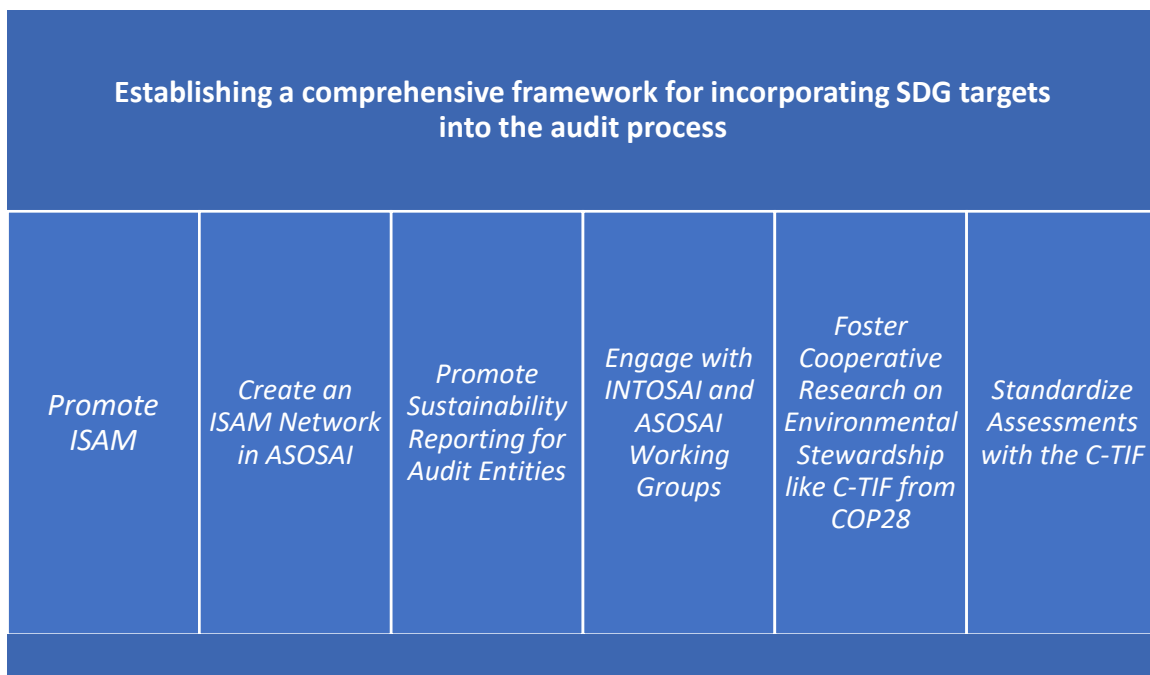 Establishing a comprehensive framework for incorporating SDG targets
into the audit process
Promote
ISAM
Create an
ISAM Network
in ASOSAI
Promote
Sustainability
Reporting for
Audit Entities
Engage with
INTOSAI and
ASOSAI
Working
Groups
Foster
Cooperative
Research on
Environmental
Stewardship
like C-TIF from
COP28
Standardize
Assessments
with the C-TIF